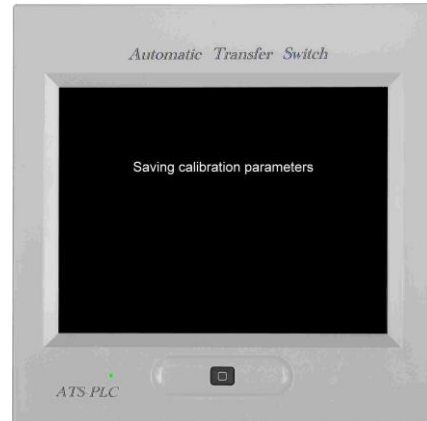 Automatic Transfer Switch
Saving calibration parameters
ATS PLC